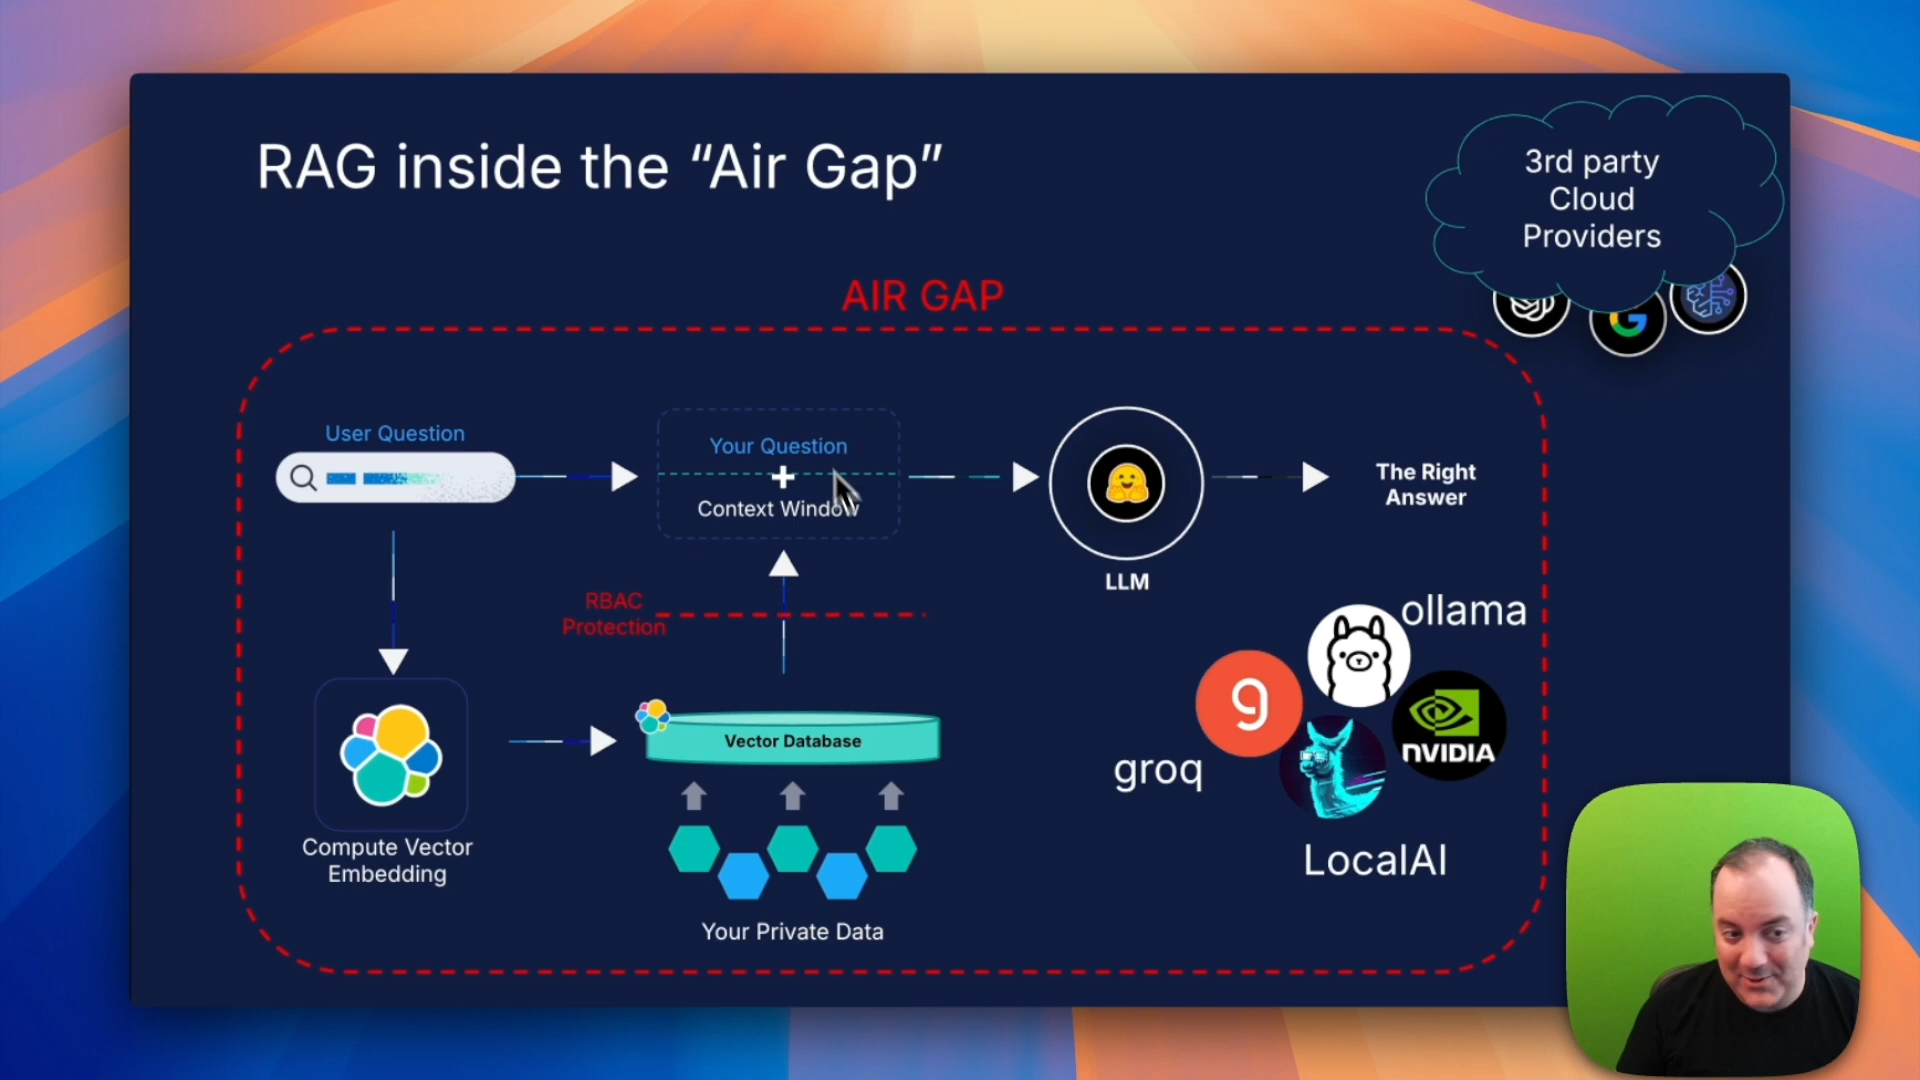 RAG inside the “Air Gap”
3rd party
Cloud
Providers
AIR GAP
User Question
Your Question
+
Context Window
LLM
The Right
Answer
RBAC
Protection
Compute Vector
Embedding
Vector Database
Your Private Data
ollama
g
NVIDIA
groq
LocalAI